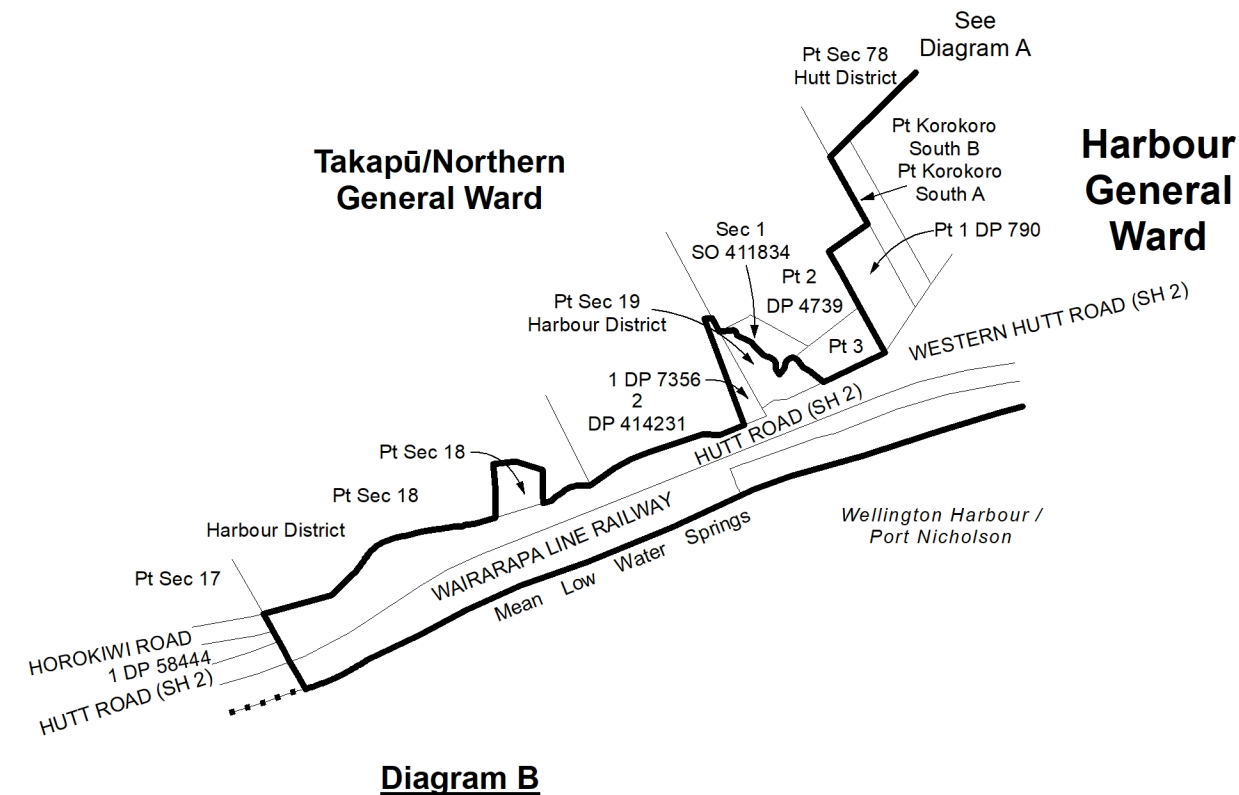 See
Diagram A
Pt Sec 78
Hutt District
Pt Korokoro
South B
Pt Korokoro
South A
Harbour
General
Ward
Takapū/Northern
General Ward
Sec 1
SO 411834
Pt 1 DP 790
Pt 2
DP 4739
Pt Sec 19
Harbour District
Pt 3
WESTERN HUTT ROAD (SH 2)
1 DP 7356
2
DP 414231
HUTT ROAD (SH 2)
Pt Sec 18
Pt Sec 18
Harbour District
Pt Sec 17
WAIRARAPA LINE RAILWAY
Mean Low Water Springs
Wellington Harbour /
Port Nicholson
HOROKIWI ROAD
1 DP 58444
HUTT ROAD (SH 2)
Diagram B